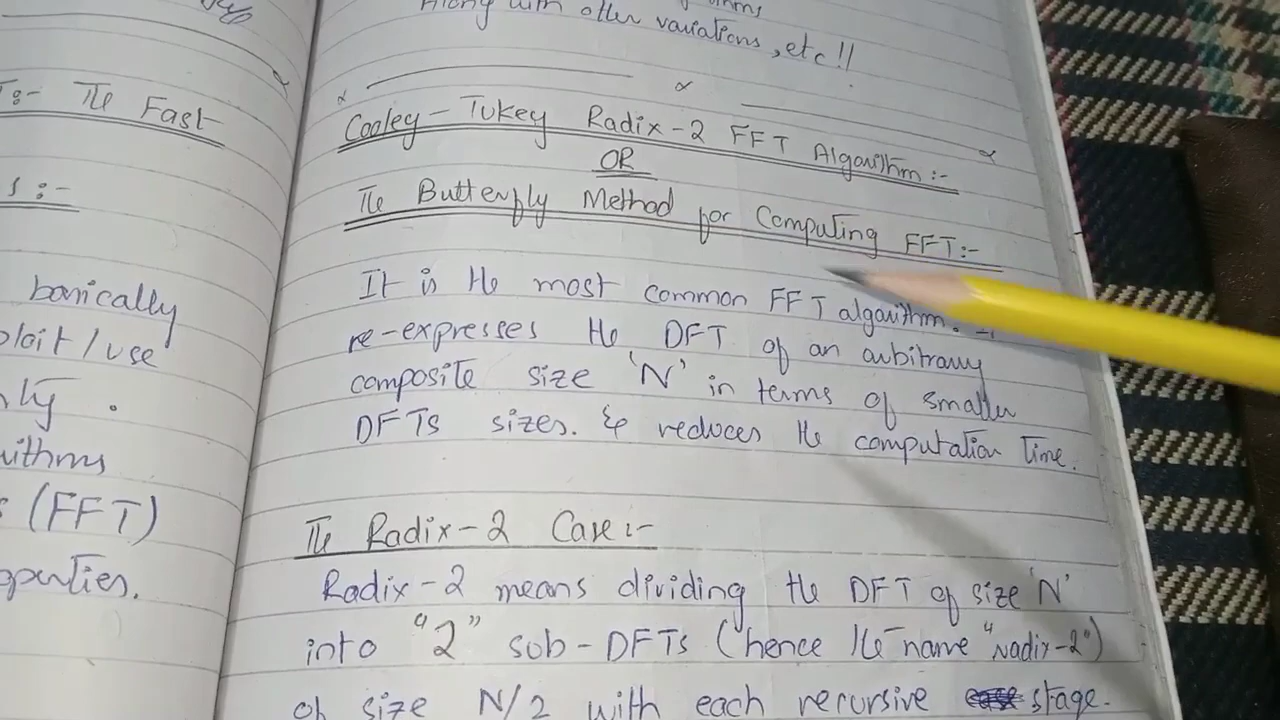 Along with other variations, etc!!
T:- The Fast
Cooley-Tukey Radix-2 FFT Algorithm:-
OR
The Butterfly Method for Computing FFT:-
s:-
basically
/use
It is the most common FFT algorithm.
re-expresses the DFT of an arbitrary
composite size 'N' in terms of smaller
DFTs sizes. & reduces the computation time.
(FFT)
The Radix-2 Case:-
Radix-2 means dividing the DFT of size 'N'
into "2" sub-DFTs (hence the name "radix-2")
of size N/2 with each recursive stage.